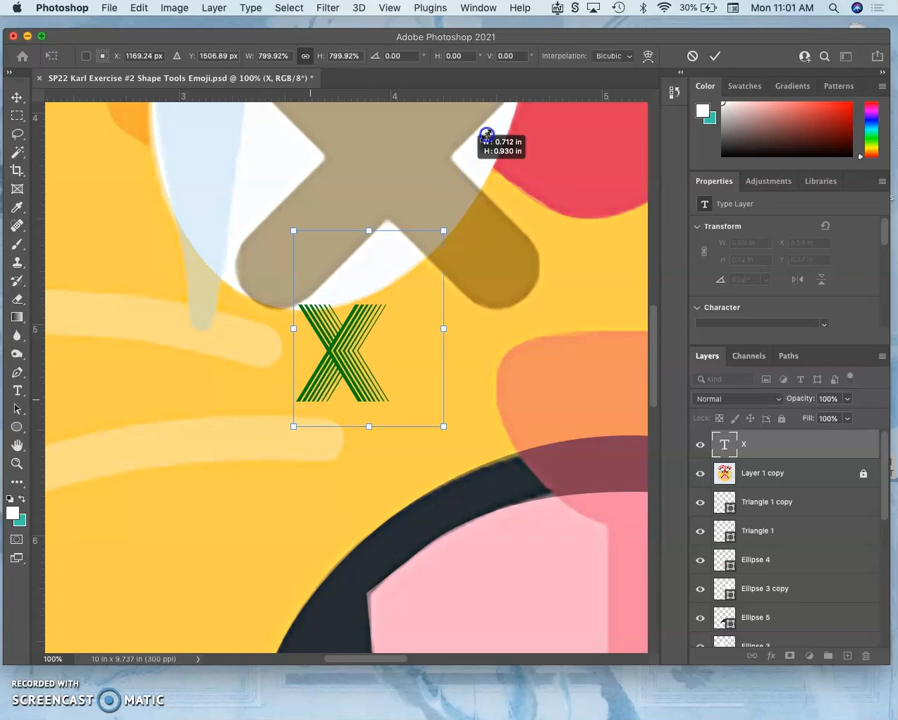 Photoshop File Edit Image Layer Type Select Filter 3D View Plugins Window Help 30% Mon 11:01 AM
Adobe Photoshop 2021
X: 1169.24 px Y: 1506.89 px W: 799.92% H: 799.92% 0.00 H: 0.00 V: 0.00 Interpolation: Bicubic
SP22 Karl Exercise #2 Shape Tools Emoji.psd @ 100% (X, RGB/8*) *
3 4 5
4
5
6
W: 0.712 in
H: 0.930 in
X
Color Swatches Gradients Patterns
Properties Adjustments Libraries
T Type Layer
Transform
Character
Layers Channels Paths
Kind
Normal Opacity: 100%
Lock: Fill: 100%
T X
Layer 1 copy
Triangle 1 copy
Triangle 1
Ellipse 4
Ellipse 3 copy
Ellipse 5
100% 10 in x 9.737 in (300 ppi)
RECORDED WITH
SCREENCAST MATIC